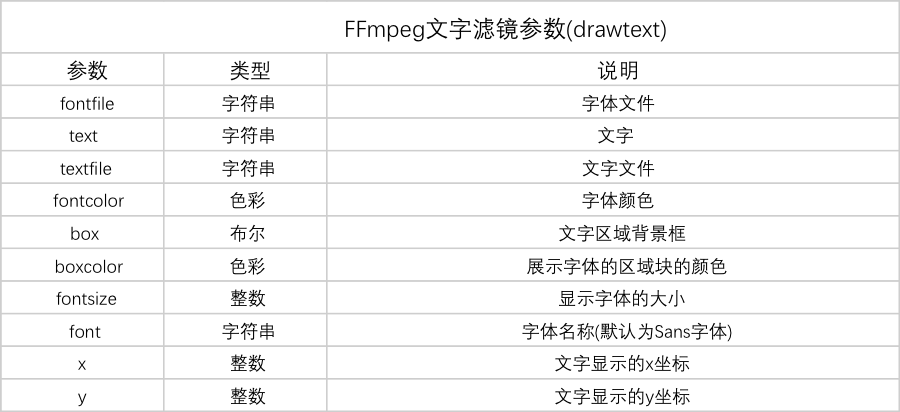 FFmpeg文字滤镜参数(drawtext)
参数 类型 说明
fontfile 字符串 字体文件
text 字符串 文字
textfile 字符串 文字文件
fontcolor 色彩 字体颜色
box 布尔 文字区域背景框
boxcolor 色彩 展示字体的区域块的颜色
fontsize 整数 显示字体的大小
font 字符串 字体名称(默认为Sans字体)
x 整数 文字显示的x坐标
y 整数 文字显示的y坐标